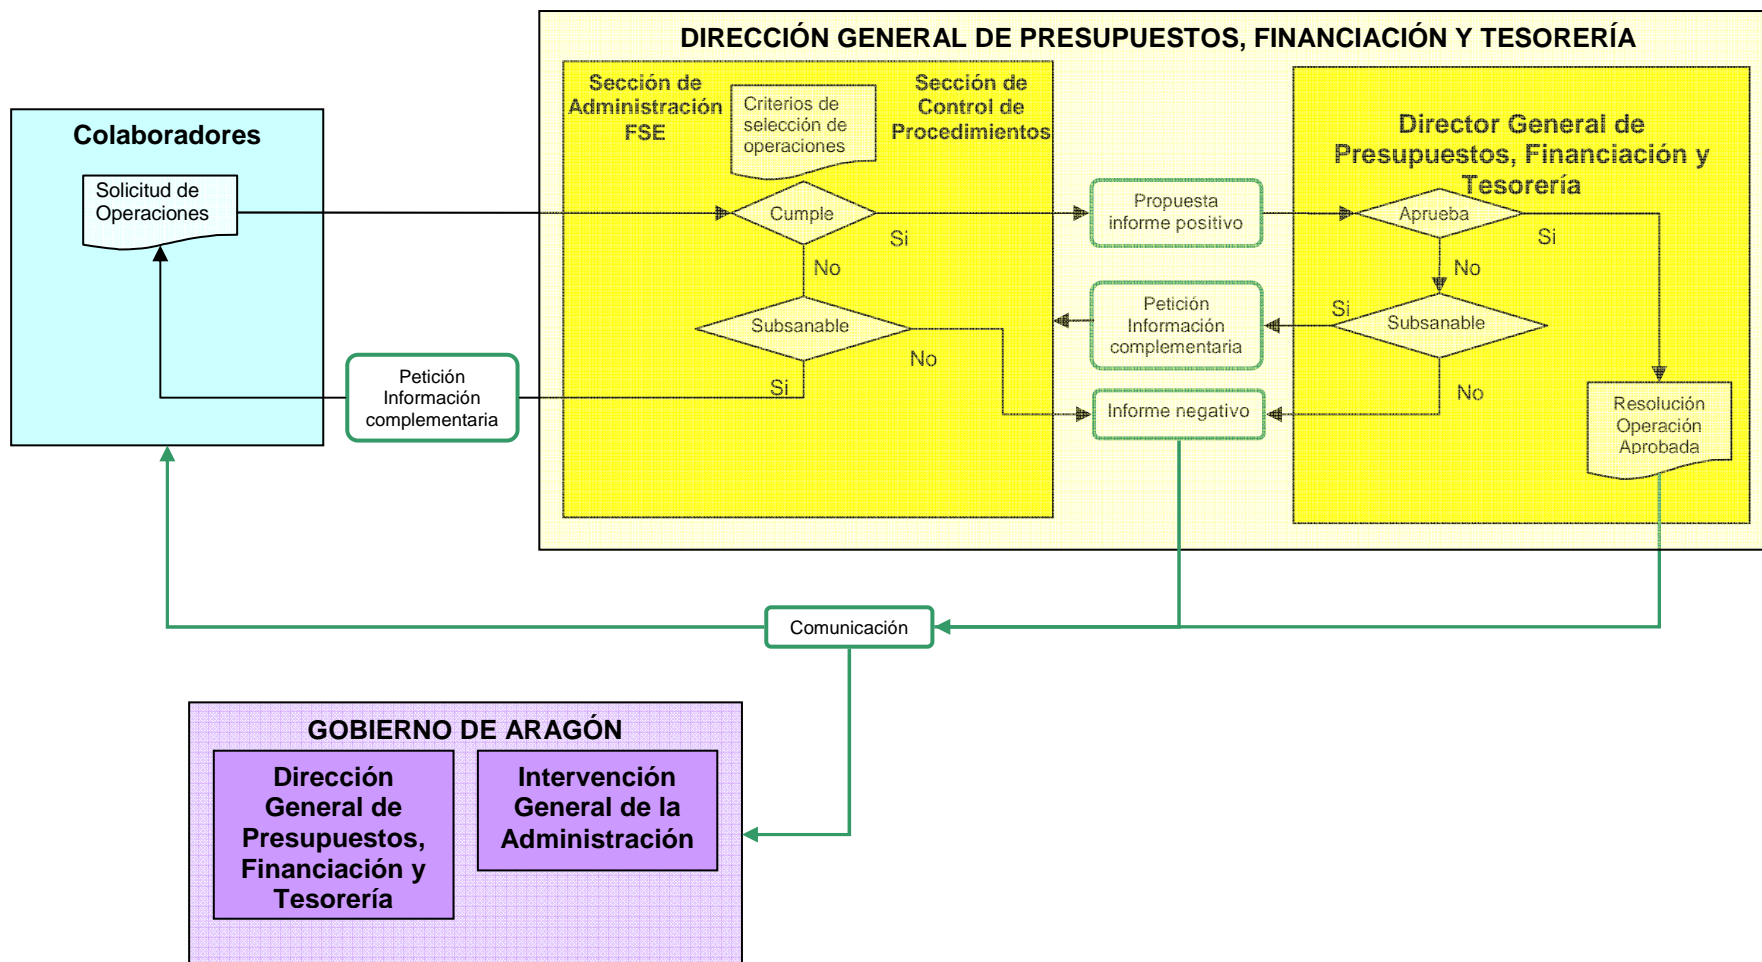 DIRECCIÓN GENERAL DE PRESUPUESTOS, FINANCIACIÓN Y TESORERÍA
Colaboradores
Solicitud de
Operaciones
Sección de
Administración
FSE
Criterios de
selección de
operaciones
Sección de
Control de
Procedimientos
Cumple
Si
No
Subsanable
No
Si
Petición
Información
complementaria
Propuesta
informe positivo
Petición
Información
complementaria
Informe negativo
Director General de
Presupuestos, Financiación y
Tesorería
Aprueba
Si
No
Si
Subsanable
No
Resolución
Operación
Aprobada
Comunicación
GOBIERNO DE ARAGÓN
Dirección
General de
Presupuestos,
Financiación y
Tesorería
Intervención
General de la
Administración